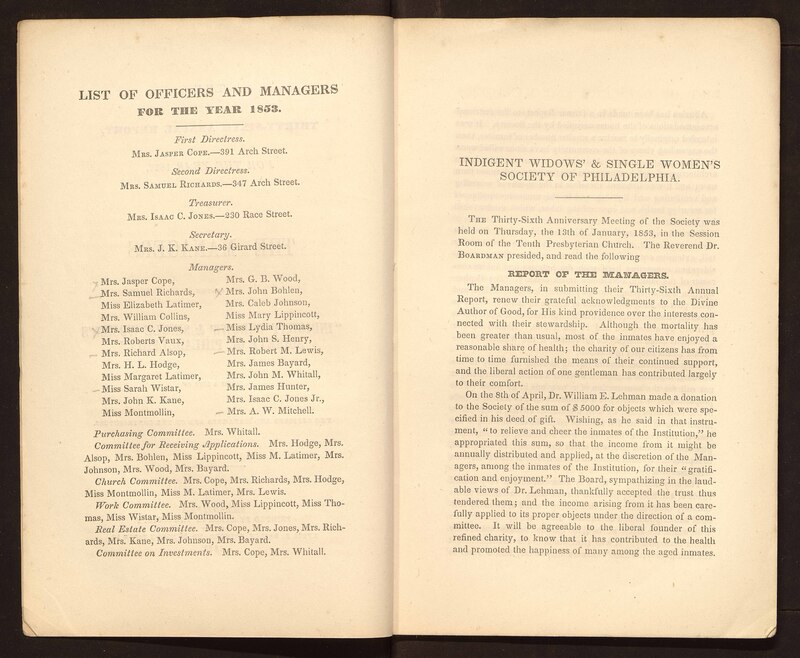 LIST OF OFFICERS AND MANAGERS
FOR THE YEAR 1853.
First Directress.
Mrs. Jasper Cope.—391 Arch Street.
Second Directress.
Mrs. Samuel Richards.—347 Arch Street.
Treasurer.
Mrs. Isaac C. Jones.—230 Race Street.
Secretary.
Mrs. J. K. Kane.—36 Girard Street.
Managers.
Mrs. Jasper Cope,
Mrs. Samuel Richards,
Miss Elizabeth Latimer,
Mrs. William Collins,
Mrs. Isaac C. Jones,
Mrs. Roberts Vaux,
Mrs. Richard Alsop,
Mrs. H. L. Hodge,
Miss Margaret Latimer,
Miss Sarah Wistar,
Mrs. John K. Kane,
Miss Montmollin,
Mrs. G. B. Wood,
Mrs. John Bohlen,
Mrs. Caleb Johnson,
Miss Mary Lippincott,
Miss Lydia Thomas,
Mrs. John S. Henry,
Mrs. Robert M. Lewis,
Mrs. James Bayard,
Mrs. John M. Whitall,
Mrs. James Hunter,
Mrs. Isaac C. Jones Jr.,
Mrs. A. W. Mitchell.
Purchasing Committee. Mrs. Whitall.
Committee for Receiving Applications. Mrs. Hodge, Mrs.
Alsop, Mrs. Bohlen, Miss Lippincott, Miss M. Latimer, Mrs.
Johnson, Mrs. Wood, Mrs. Bayard.
Church Committee. Mrs. Cope, Mrs. Richards, Mrs. Hodge,
Miss Montmollin, Miss M. Latimer, Mrs. Lewis.
Work Committee. Mrs. Wood, Miss Lippincott, Miss Tho-
mas, Miss Wistar, Miss Montmollin.
Real Estate Committee. Mrs. Cope, Mrs. Jones, Mrs. Rich-
ards, Mrs. Kane, Mrs. Johnson, Mrs. Bayard.
Committee on Investments. Mrs. Cope, Mrs. Whitall.
INDIGENT WIDOWS' & SINGLE WOMEN'S
SOCIETY OF PHILADELPHIA.
The Thirty-Sixth Anniversary Meeting of the Society was
held on Thursday, the 13th of January, 1853, in the Session
Room of the Tenth Presbyterian Church. The Reverend Dr.
Boardman presided, and read the following
REPORT OF THE MANAGERS.
The Managers, in submitting their Thirty-Sixth Annual
Report, renew their grateful acknowledgments to the Divine
Author of Good, for His kind providence over the interests con-
nected with their stewardship. Although the mortality has
been greater than usual, most of the inmates have enjoyed a
reasonable share of health; the charity of our citizens has from
time to time furnished the means of their continued support,
and the liberal action of one gentleman has contributed largely
to their comfort.
On the 8th of April, Dr. William E. Lehman made a donation
to the Society of the sum of $ 5000 for objects which were spe-
cified in his deed of gift. Wishing, as he said in that instru-
ment, "to relieve and cheer the inmates of the Institution," he
appropriated this sum, so that the income from it might be
annually distributed and applied, at the discretion of the Man-
agers, among the inmates of the Institution, for their "gratifi-
cation and enjoyment." The Board, sympathizing in the laud-
able views of Dr. Lehman, thankfully accepted the trust thus
tendered them; and the income arising from it has been care-
fully applied to its proper objects under the direction of a com-
mittee. It will be agreeable to the liberal founder of this
refined charity, to know that it has contributed to the health
and promoted the happiness of many among the aged inmates.